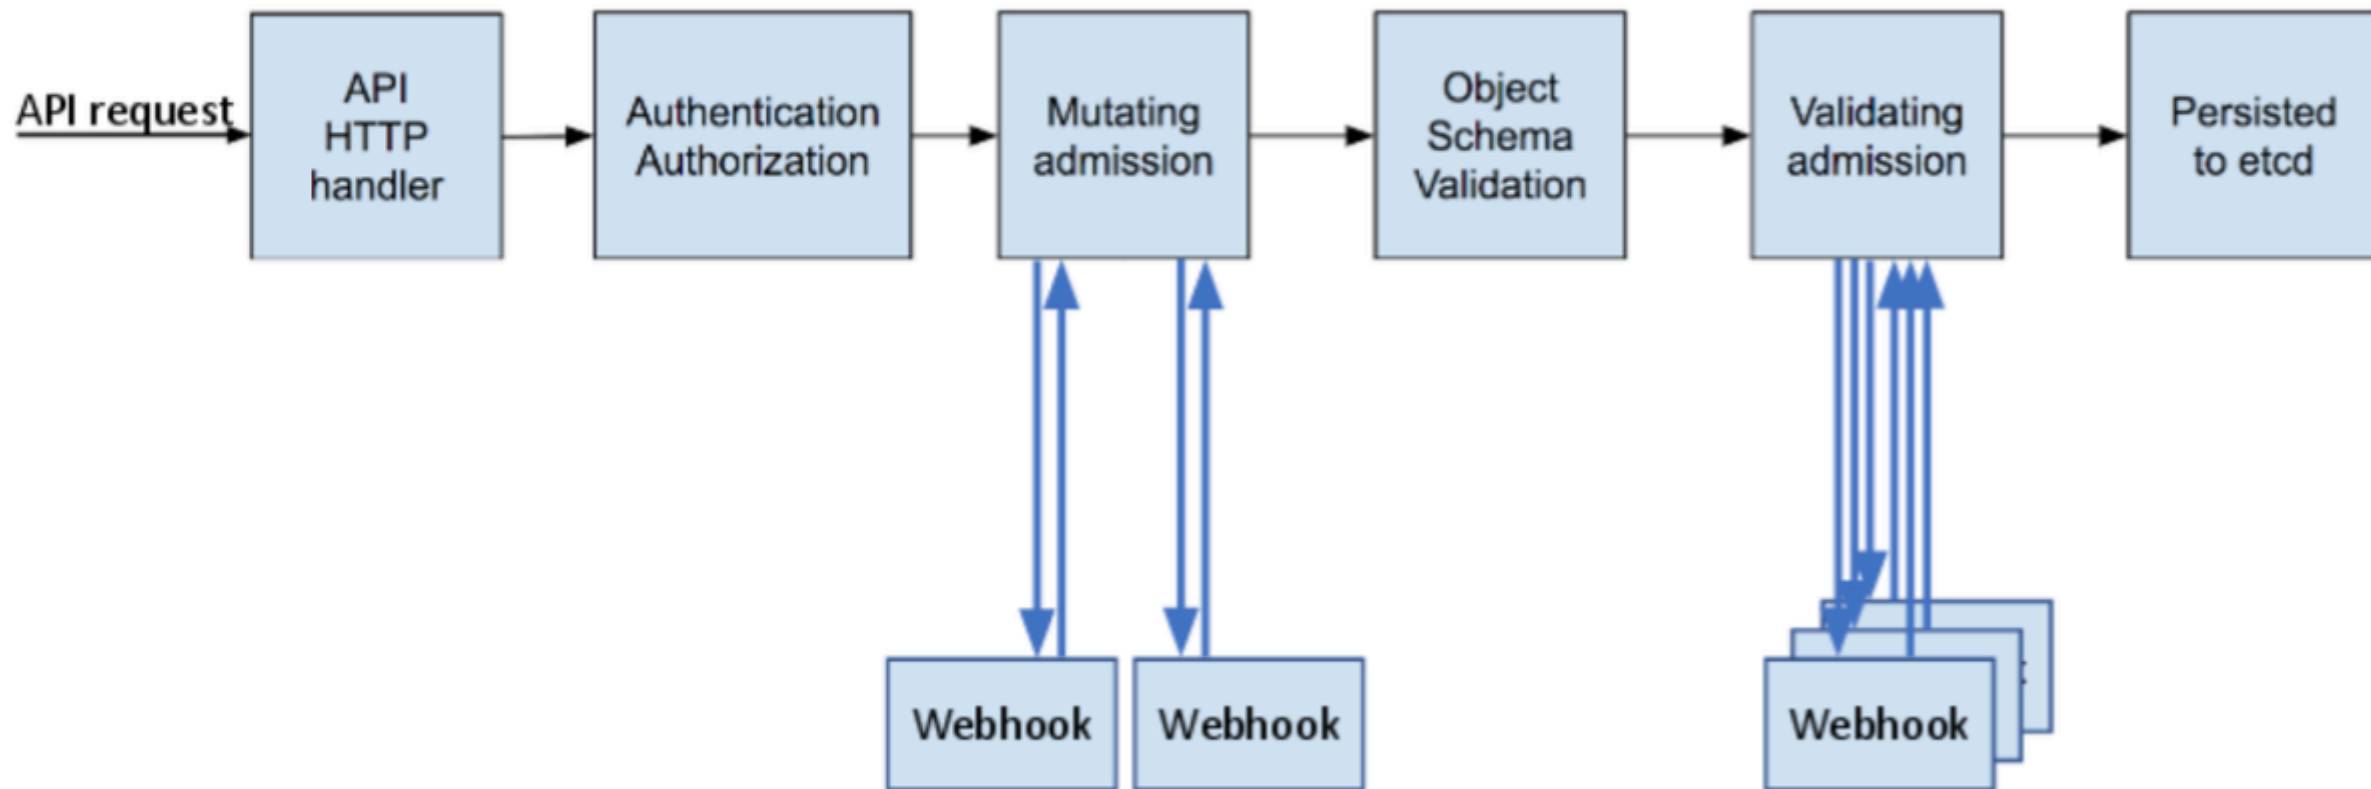 API request
API
HTTP
handler
Authentication
Authorization
Mutating
admission
Object
Schema
Validation
Validating
admission
Persisted
to etcd
Webhook
Webhook
Webhook